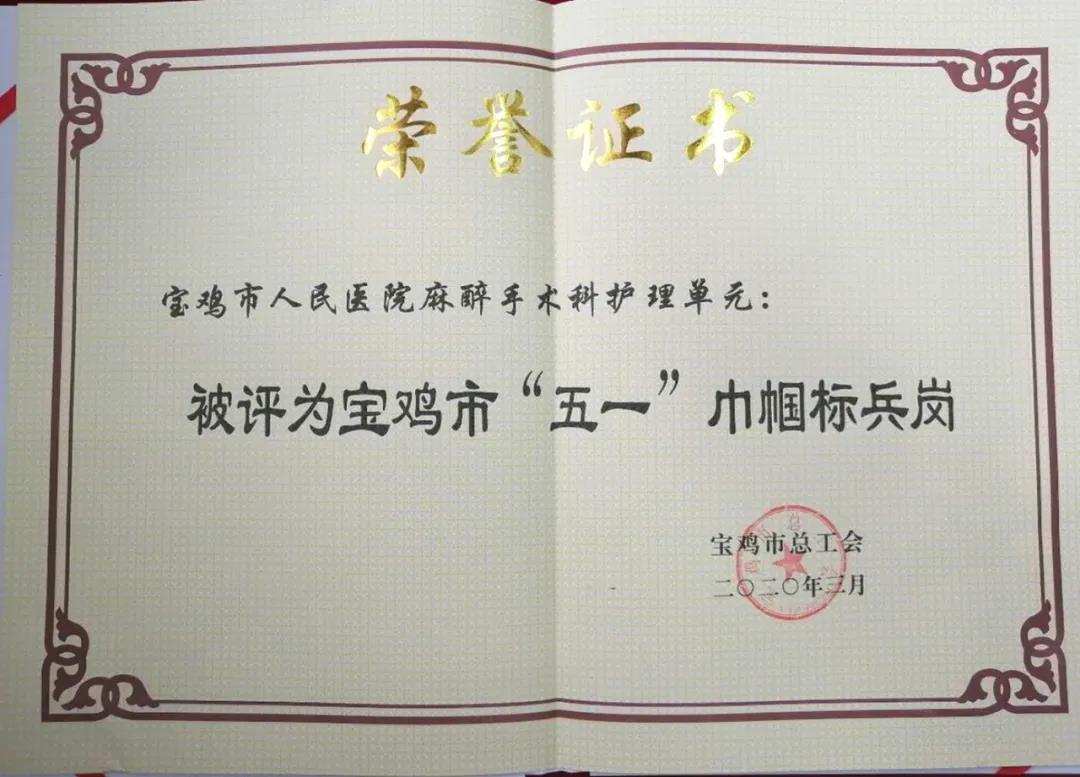 荣誉证书
宝鸡市人民医院麻醉手术科护理单元：
被评为宝鸡市“五一”巾帼标兵岗
宝鸡市总工会
二〇二〇年三月